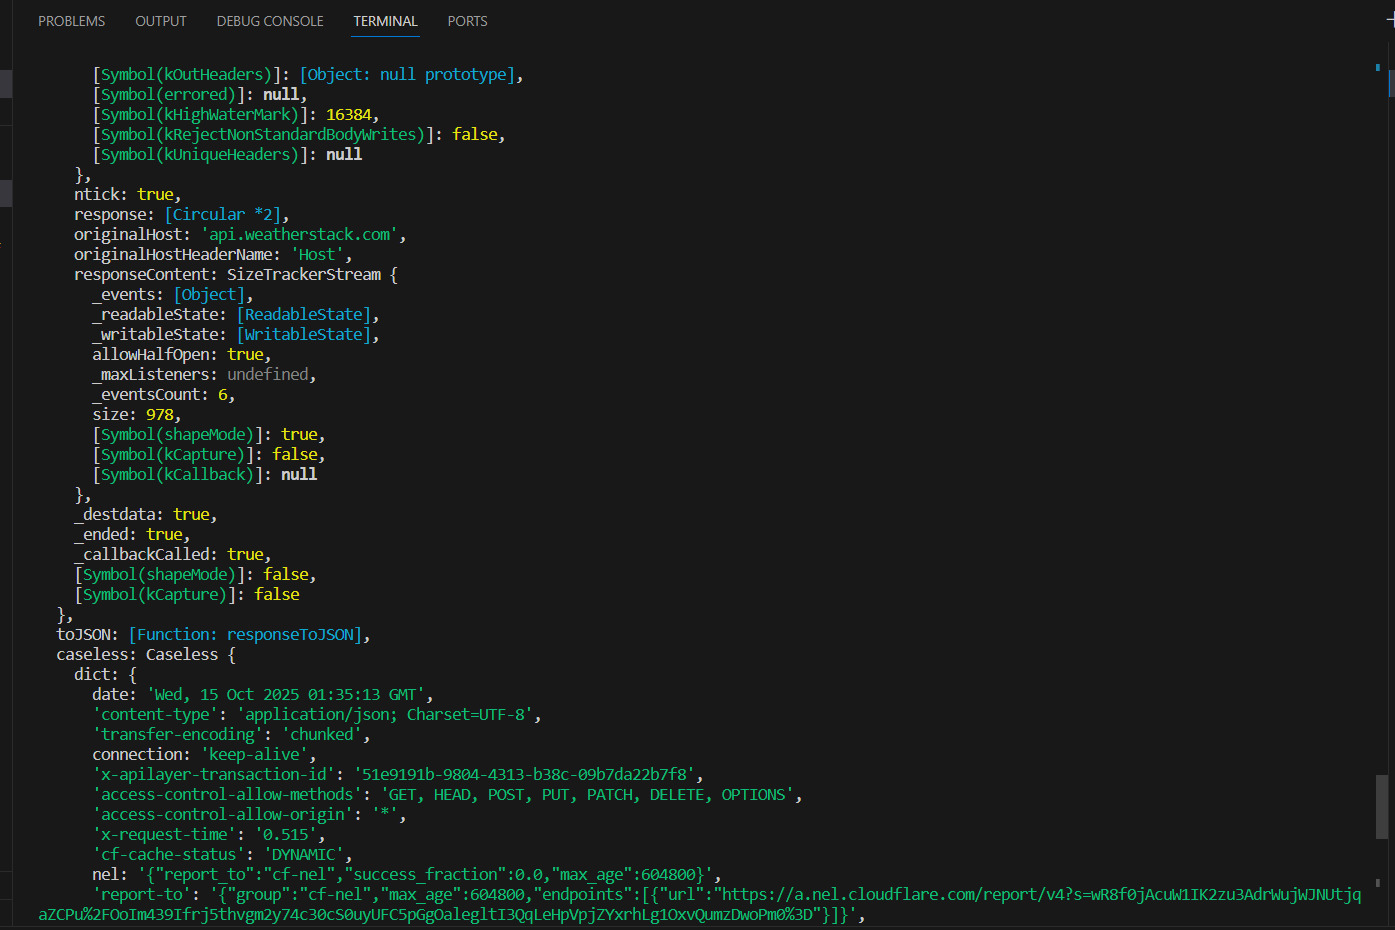 PROBLEMS OUTPUT DEBUG CONSOLE TERMINAL PORTS
[Symbol(kOutHeaders)]: [Object: null prototype],
[Symbol(errored)]: null,
[Symbol(kHighWaterMark)]: 16384,
[Symbol(kRejectNonStandardBodyWrites)]: false,
[Symbol(kUniqueHeaders)]: null
},
ntick: true,
response: [Circular *2],
originalHost: 'api.weatherstack.com',
originalHostHeaderName: 'Host',
responseContent: SizeTrackerStream {
_events: [Object],
_readableState: [ReadableState],
_writableState: [WritableState],
allowHalfOpen: true,
_maxListeners: undefined,
_eventsCount: 6,
size: 978,
[Symbol(shapeMode)]: true,
[Symbol(kCapture)]: false,
[Symbol(kCallback)]: null
},
_destdata: true,
_ended: true,
_callbackCalled: true,
[Symbol(shapeMode)]: false,
[Symbol(kCapture)]: false
},
toJSON: [Function: responseToJSON],
caseless: Caseless {
dict: {
date: 'Wed, 15 Oct 2025 01:35:13 GMT',
'content-type': 'application/json; Charset=UTF-8',
'transfer-encoding': 'chunked',
connection: 'keep-alive',
'x-apilayer-transaction-id': '51e9191b-9804-4313-b38c-09b7da22b7f8',
'access-control-allow-methods': 'GET, HEAD, POST, PUT, PATCH, DELETE, OPTIONS',
'access-control-allow-origin': '*',
'x-request-time': '0.515',
'cf-cache-status': 'DYNAMIC',
nel: '{"report_to":"cf-nel","success_fraction":0.0,"max_age":604800}',
'report-to': '{"group":"cf-nel","max_age":604800,"endpoints":[{"url":"https://a.nel.cloudflare.com/report/v4?s=wR8f0jAcuW1IK2zu3AdrWujWJNUtjq
aZCPu%2FOoIm439Ifrj5thvgm2y74c30cS0uyUFC5pGgOalegltI3QqLeHpVpjZYxrhLg1OxvQumzDwoPm0%3D"}]}',